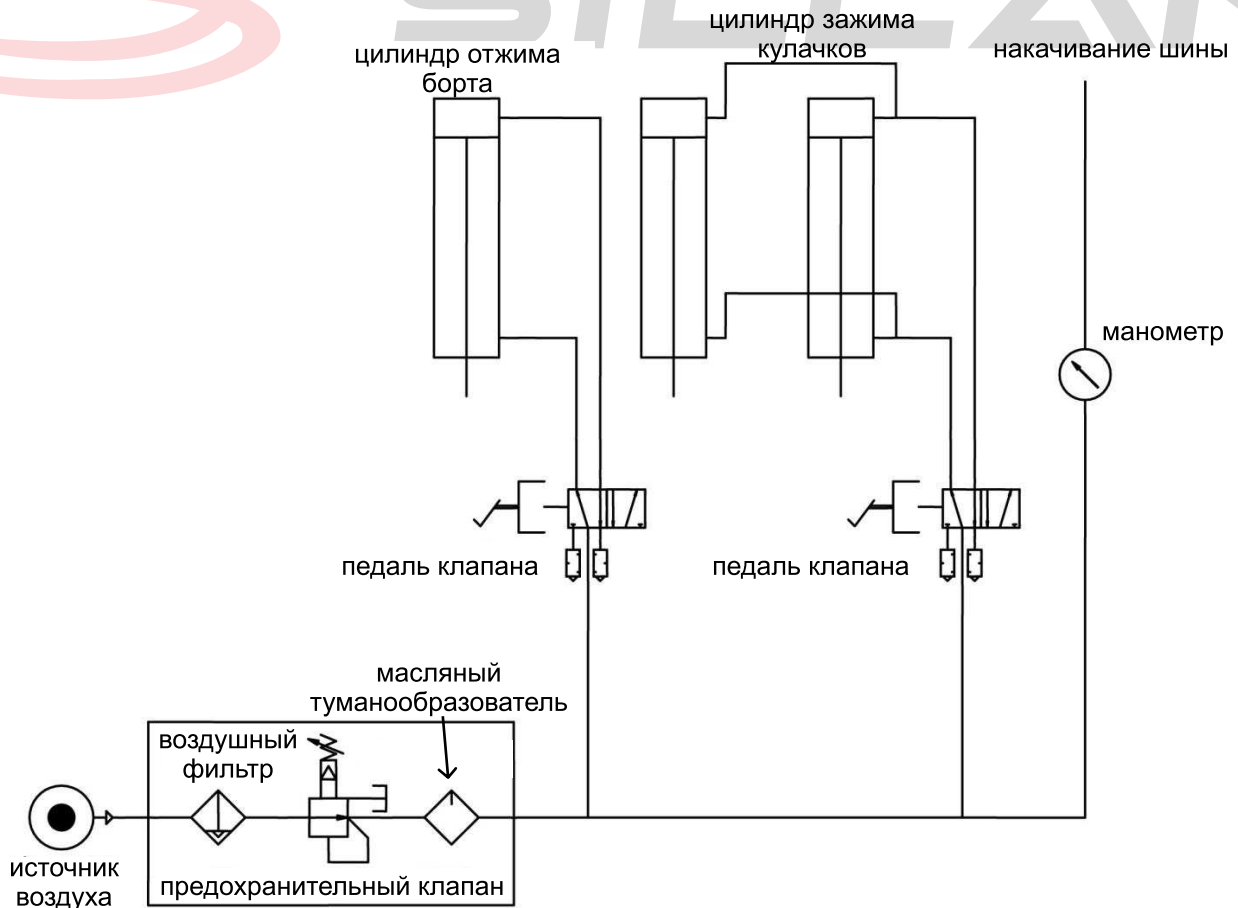 цилиндр отжима
борта
цилиндр зажима
кулачков
накачивание шины
манометр
педаль клапана
педаль клапана
масляный
туманообразователь
воздушный
фильтр
источник
воздуха
предохранительный клапан